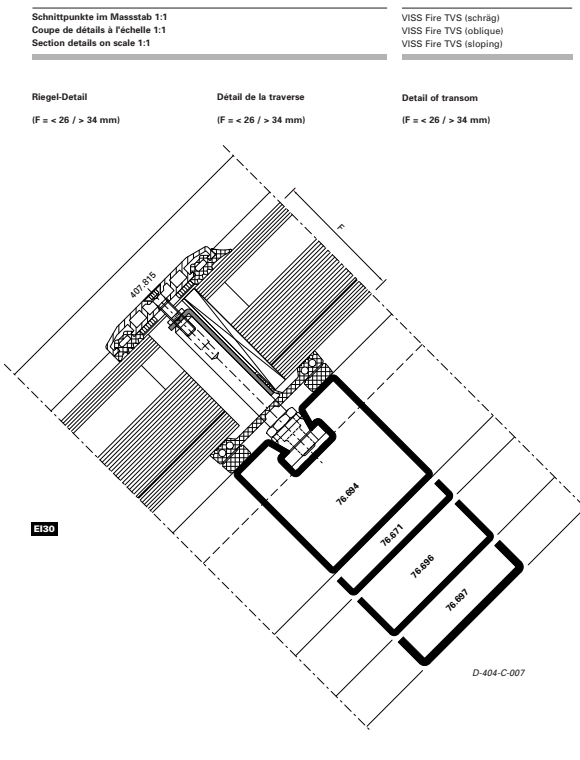 Schnittpunkte im Massstab 1:1
Coupe de détails à l'échelle 1:1
Section details on scale 1:1
VISS Fire TVS (schräg)
VISS Fire TVS (oblique)
VISS Fire TVS (sloping)
Riegel-Detail
(F = < 26 / > 34 mm)
Détail de la traverse
(F = < 26 / > 34 mm)
Detail of transom
(F = < 26 / > 34 mm)
F
407.815
76.694
EI30
76.671
76.696
76.697
D-404-C-007